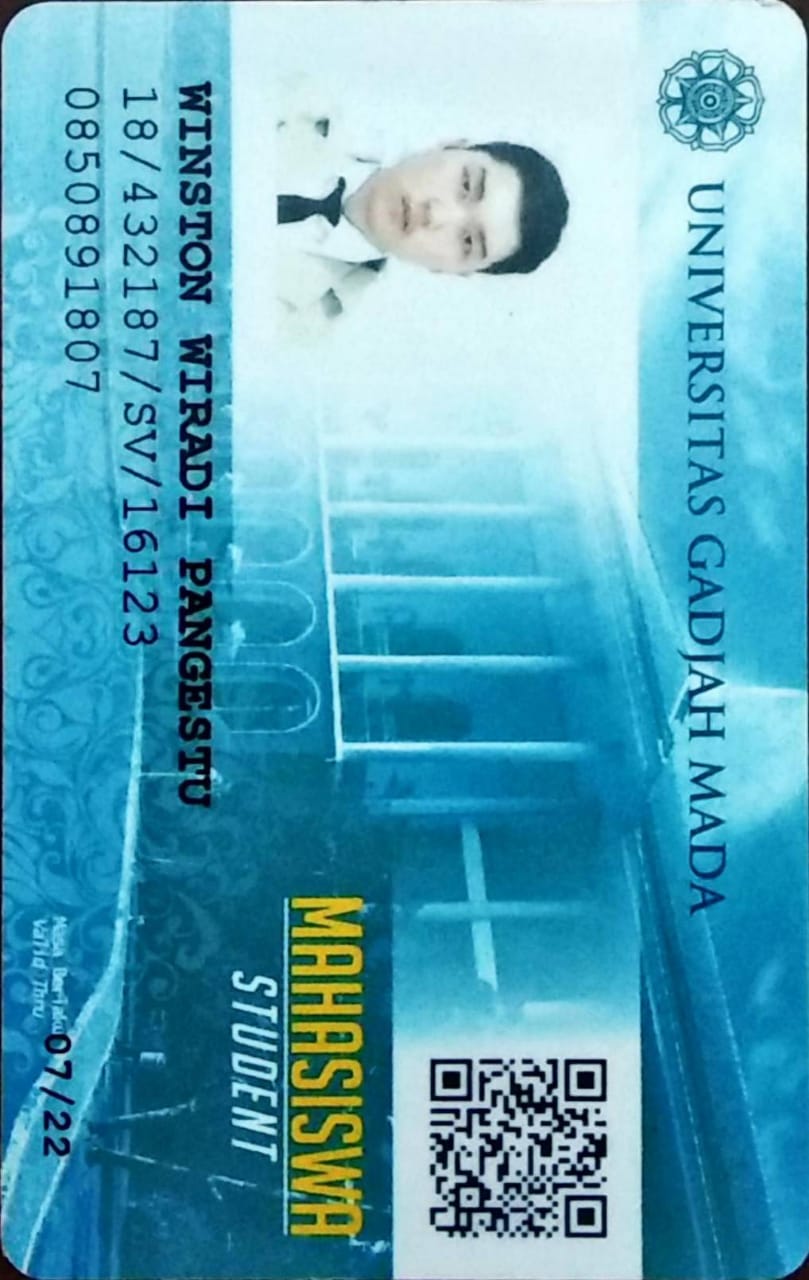 UNIVERSITAS GADJAH MADA
MAHASISWA
STUDENT
WINSTON WIRADI PANGESTU
18/432187/SV/16123
0850891807
Masa Berlaku 07/22
Valid Thru